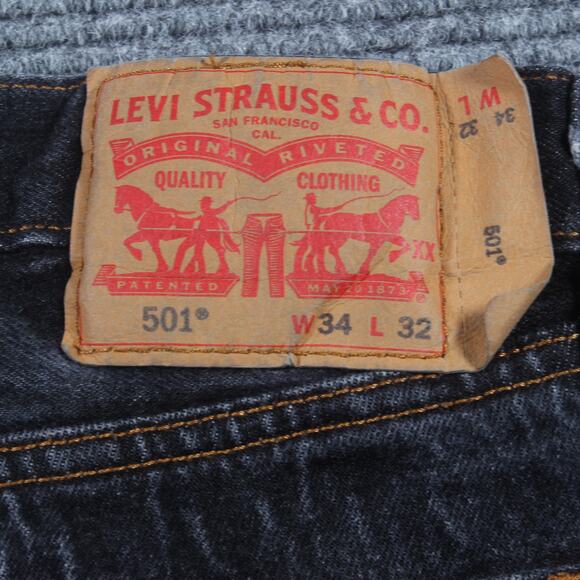 LEVI STRAUSS & CO.
SAN FRANCISCO
CAL.
ORIGINAL RIVETED
QUALITY CLOTHING
XX
PATENTED MAY 20 1873
®
501® W34 L 32
W 34
L 32
501®